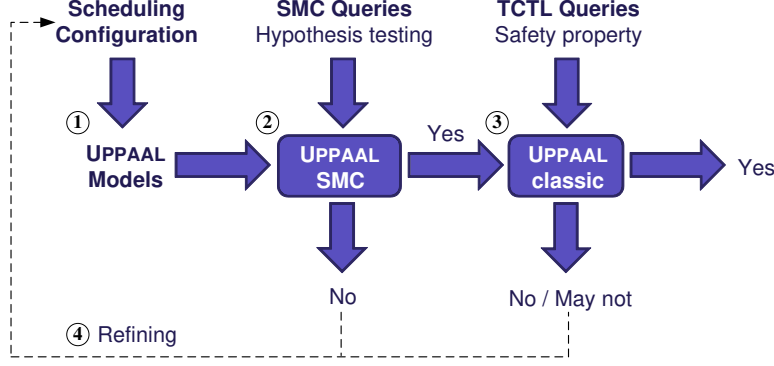 Scheduling
Configuration
SMC Queries
Hypothesis testing
TCTL Queries
Safety property
1
UPPAAL
Models
2
UPPAAL
SMC
Yes
3
UPPAAL
classic
Yes
No
No / May not
4 Refining